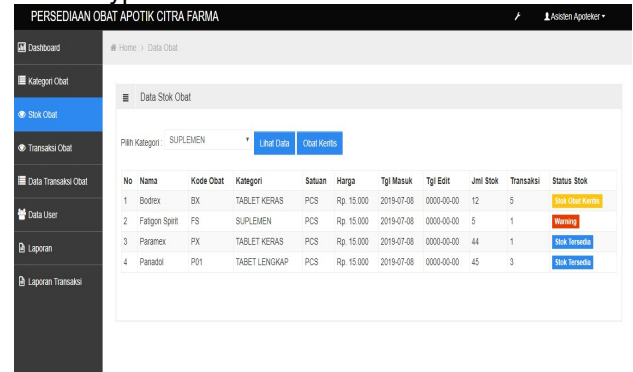 PERSEDIAAN OBAT APOTIK CITRA FARMA
Asisten Apoteker
Dashboard
Home > Data Obat
Kategori Obat
Data Stok Obat
Stok Obat
Transaksi Obat
Pilih Kategori : SUPLEMEN Lihat Data Obat Keritis
Data Transaksi Obat
Data User
Laporan
Laporan Transaksi
No Nama Kode Obat Kategori Satuan Harga Tgl Masuk Tgl Edit Jml Stok Transaksi Status Stok
1 Bodrex BX TABLET KERAS PCS Rp. 15.000 2019-07-08 0000-00-00 12 5 Stok Obat Keritis
2 Fatigon Spirit FS SUPLEMEN PCS Rp. 15.000 2019-07-08 0000-00-00 5 1 Warning
3 Paramex PX TABLET KERAS PCS Rp. 15.000 2019-07-08 0000-00-00 44 1 Stok Tersedia
4 Panadol P01 TABET LENGKAP PCS Rp. 15.000 2019-07-08 0000-00-00 45 3 Stok Tersedia